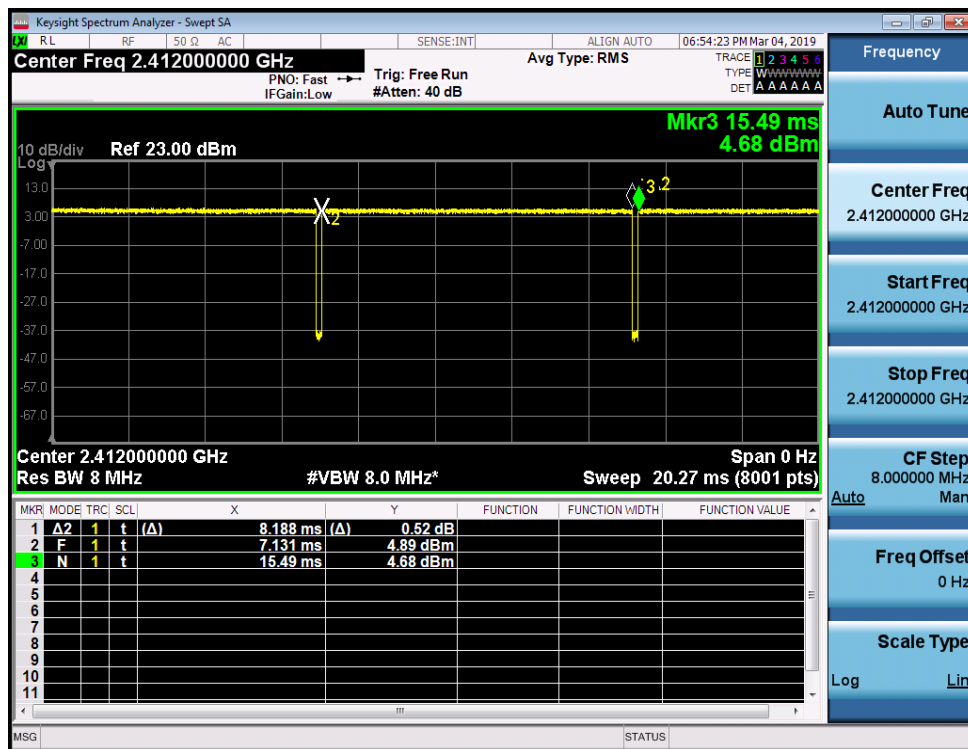 Keysight Spectrum Analyzer - Swept SA
LXI RL RF 50 Ω AC SENSE:INT ALIGN AUTO 06:54:23 PM Mar 04, 2019
Center Freq 2.412000000 GHz
PNO: Fast
IFGain:Low
Trig: Free Run
#Atten: 40 dB
Avg Type: RMS
TRACE 1 2 3 4 5 6
TYPE WWWWWW
DET A A A A A A
Mkr3 15.49 ms
4.68 dBm
10 dB/div Ref 23.00 dBm
Log
13.0
3.00
-7.00
-17.0
-27.0
-37.0
-47.0
-57.0
-67.0
2
3
2
Center 2.412000000 GHz Span 0 Hz
Res BW 8 MHz #VBW 8.0 MHz* Sweep 20.27 ms (8001 pts)
MKR MODE TRC SCL X Y FUNCTION FUNCTION WIDTH FUNCTION VALUE
1 Δ2 1 t (Δ) 8.188 ms (Δ) 0.52 dB
2 F 1 t 7.131 ms 4.89 dBm
3 N 1 t 15.49 ms 4.68 dBm
4
5
6
7
8
9
10
11
MSG STATUS
Frequency
Auto Tune
Center Freq
2.412000000 GHz
Start Freq
2.412000000 GHz
Stop Freq
2.412000000 GHz
CF Step
8.000000 MHz
Auto Man
Freq Offset
0 Hz
Scale Type
Log Lin